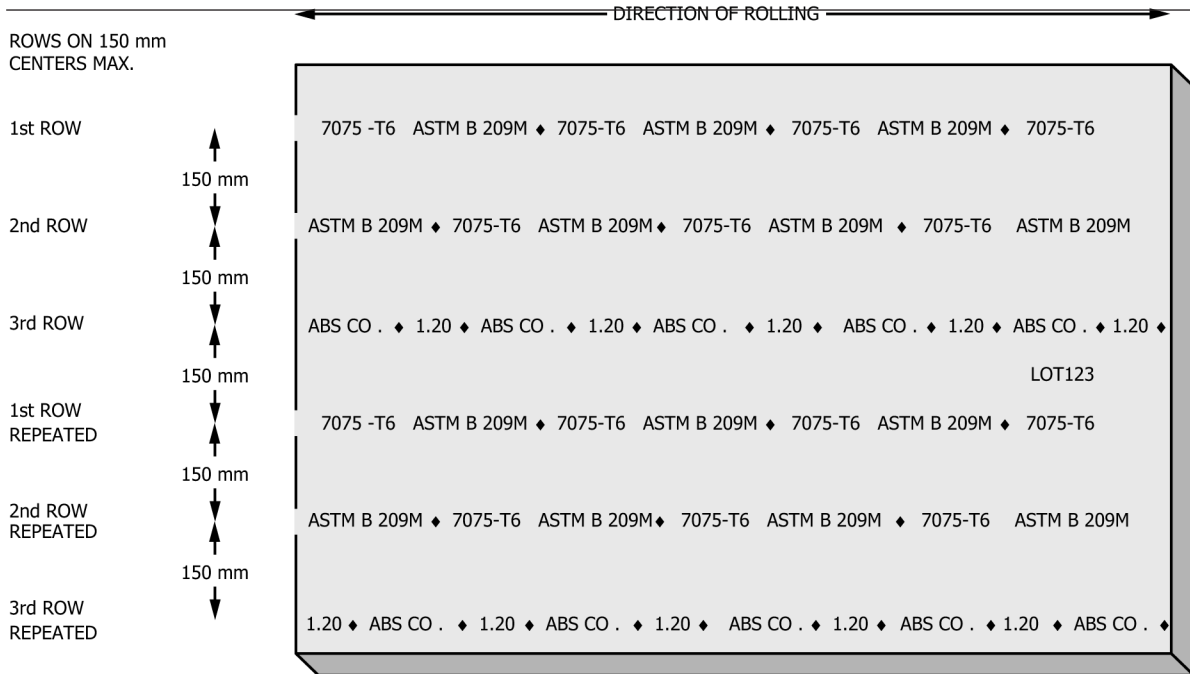 DIRECTION OF ROLLING
ROWS ON 150 mm
CENTERS MAX.
1st ROW
7075 -T6 ASTM B 209M ♦ 7075-T6 ASTM B 209M ♦ 7075-T6 ASTM B 209M ♦ 7075-T6
150 mm
2nd ROW
ASTM B 209M ♦ 7075-T6 ASTM B 209M ♦ 7075-T6 ASTM B 209M ♦ 7075-T6 ASTM B 209M
150 mm
3rd ROW
ABS CO . ♦ 1.20 ♦ ABS CO . ♦ 1.20 ♦ ABS CO . ♦ 1.20 ♦ ABS CO . ♦ 1.20 ♦ ABS CO . ♦ 1.20 ♦
150 mm
LOT123
1st ROW
REPEATED
7075 -T6 ASTM B 209M ♦ 7075-T6 ASTM B 209M ♦ 7075-T6 ASTM B 209M ♦ 7075-T6
150 mm
2nd ROW
REPEATED
ASTM B 209M ♦ 7075-T6 ASTM B 209M ♦ 7075-T6 ASTM B 209M ♦ 7075-T6 ASTM B 209M
150 mm
3rd ROW
REPEATED
1.20 ♦ ABS CO . ♦ 1.20 ♦ ABS CO . ♦ 1.20 ♦ ABS CO . ♦ 1.20 ♦ ABS CO . ♦ 1.20 ♦ ABS CO . ♦